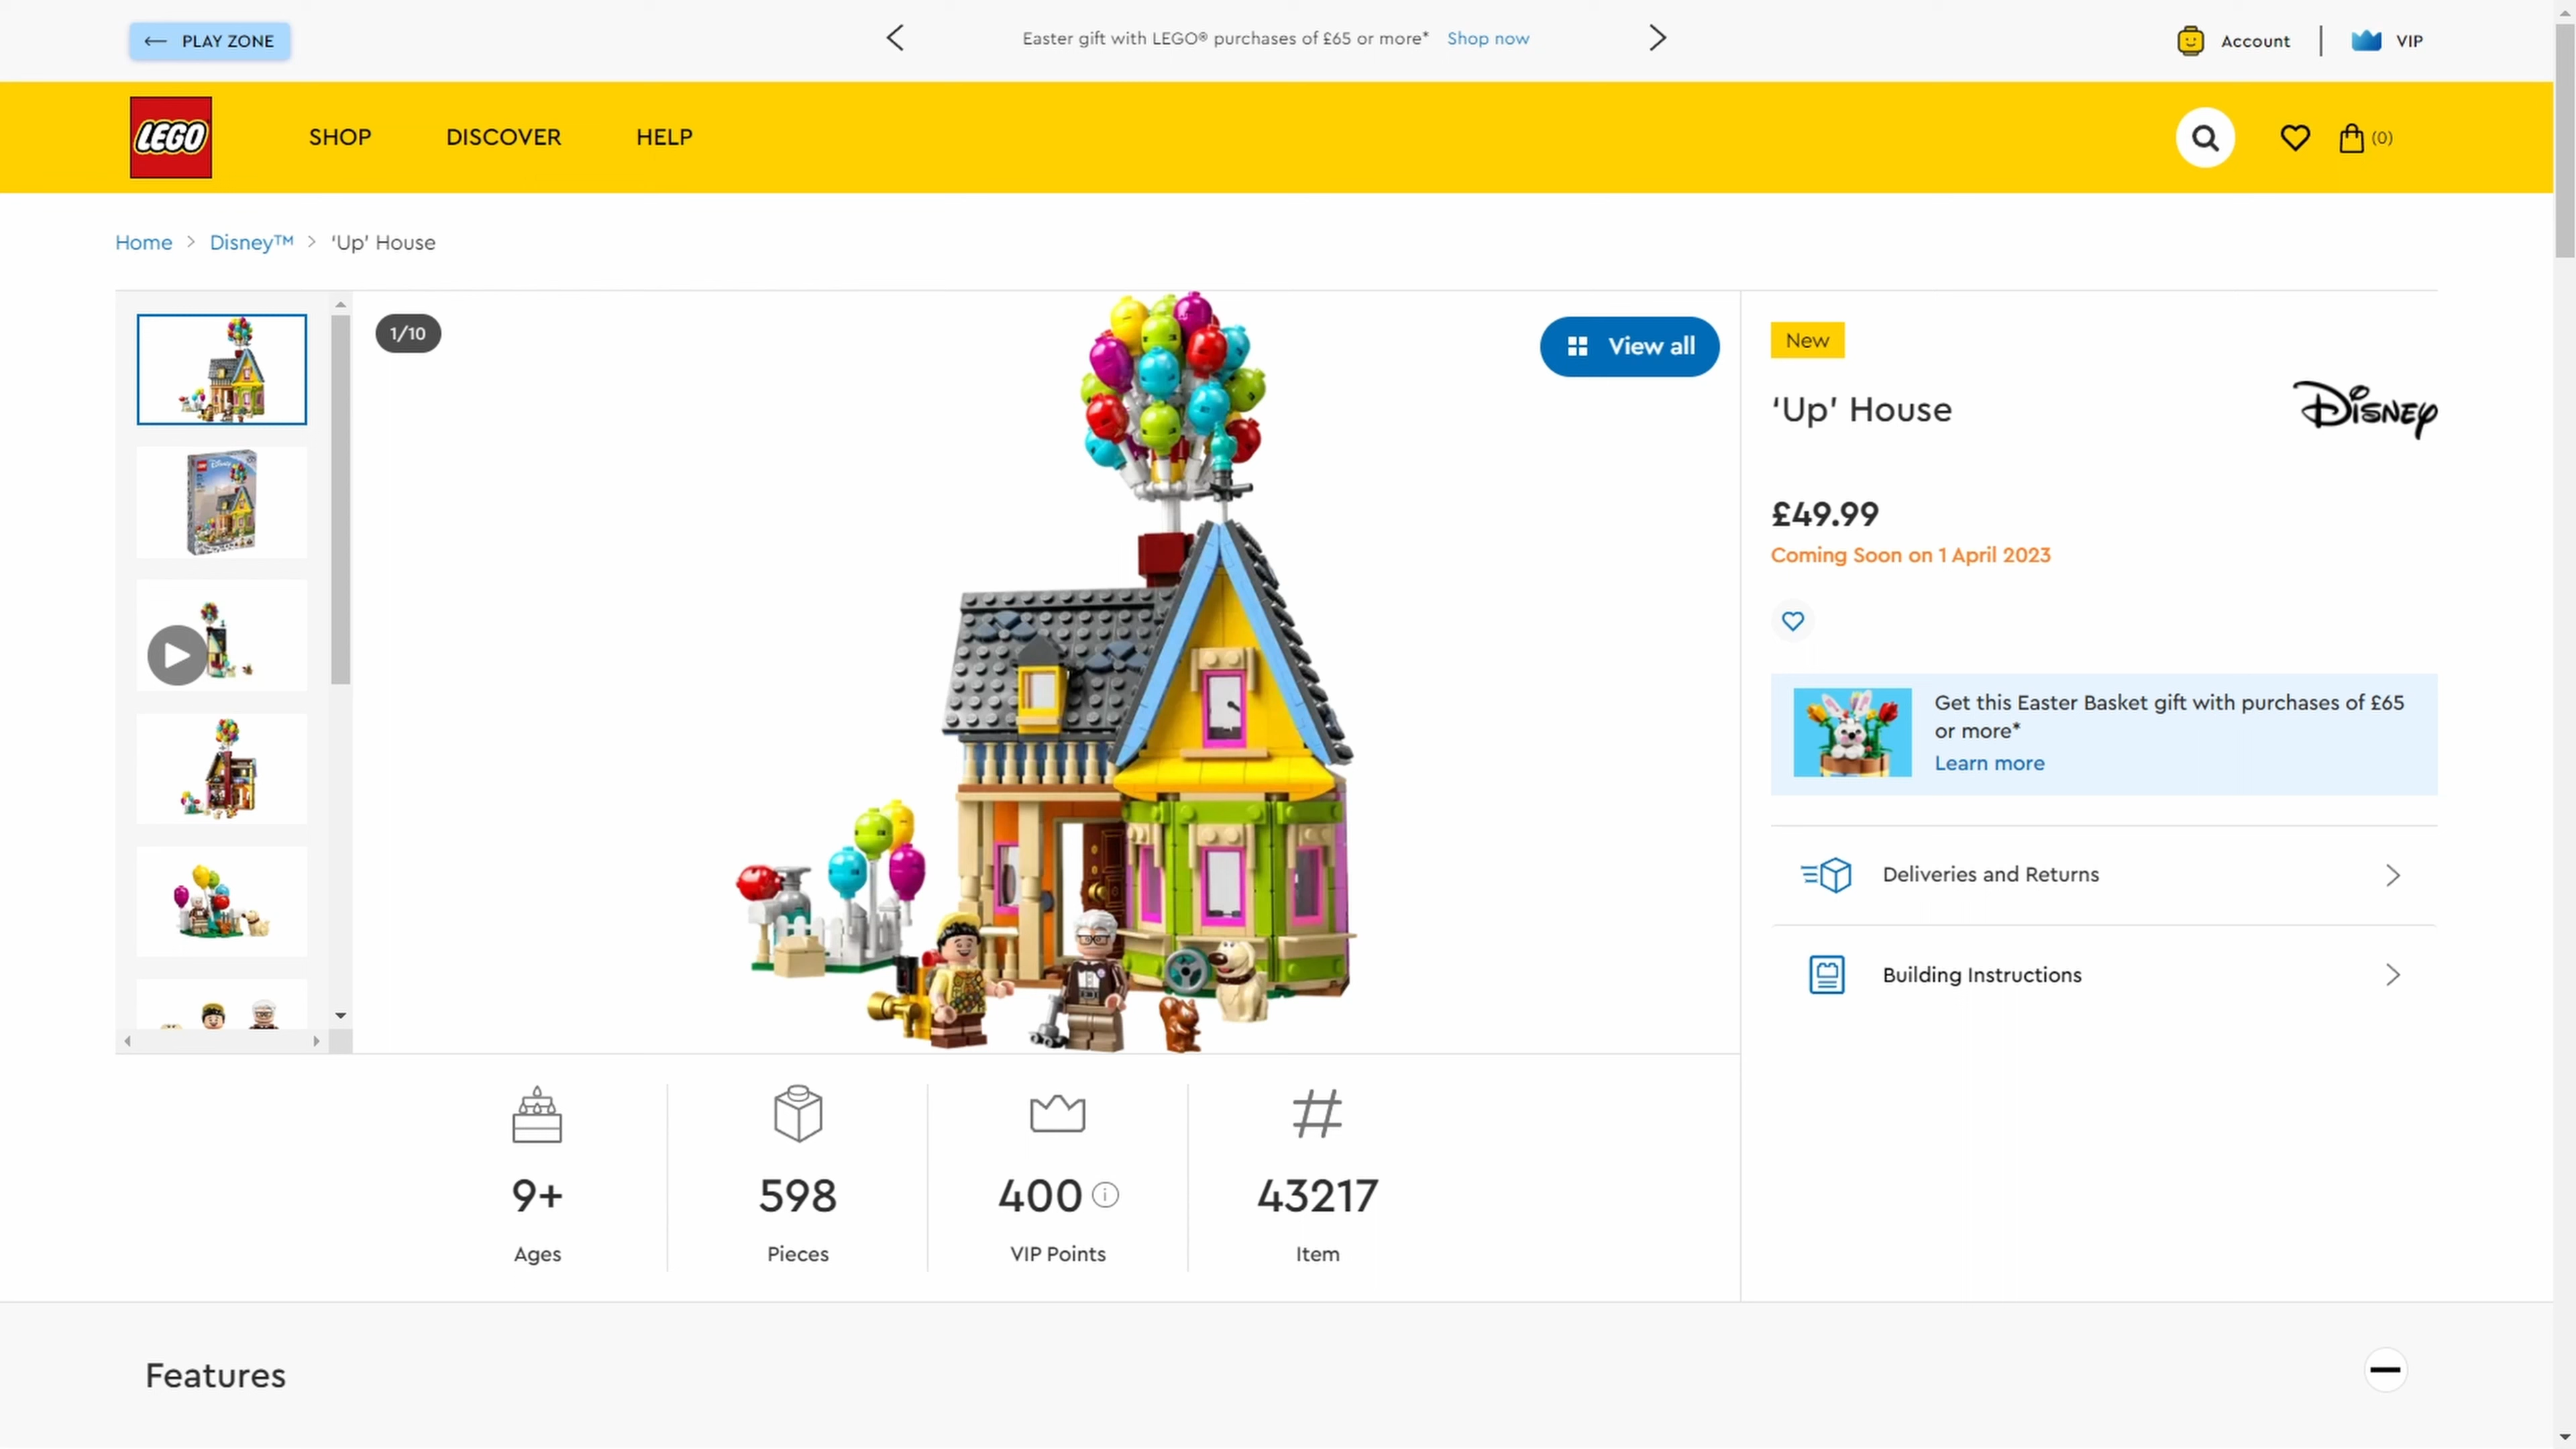 PLAY ZONE
Easter gift with LEGO® purchases of £65 or more* Shop now
Account
VIP
LEGO
SHOP
DISCOVER
HELP
(0)
Home > Disney™ > ‘Up’ House
1/10
View all
New
‘Up’ House
Disney
£49.99
Coming Soon on 1 April 2023
Get this Easter Basket gift with purchases of £65
or more*
Learn more
Deliveries and Returns
Building Instructions
9+
Ages
598
Pieces
400
VIP Points
43217
Item
Features